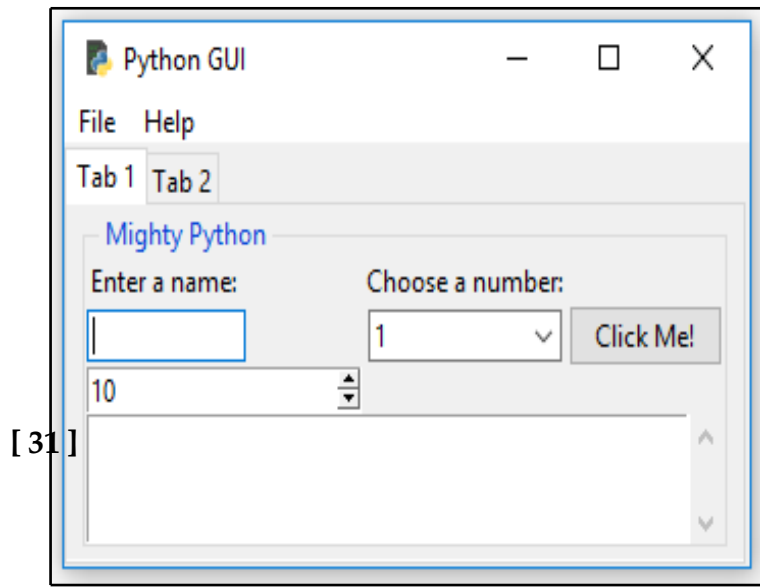 Python GUI
File Help
Tab 1 Tab 2
Mighty Python
Enter a name: Choose a number:
1 Click Me!
10
[ 31 ]